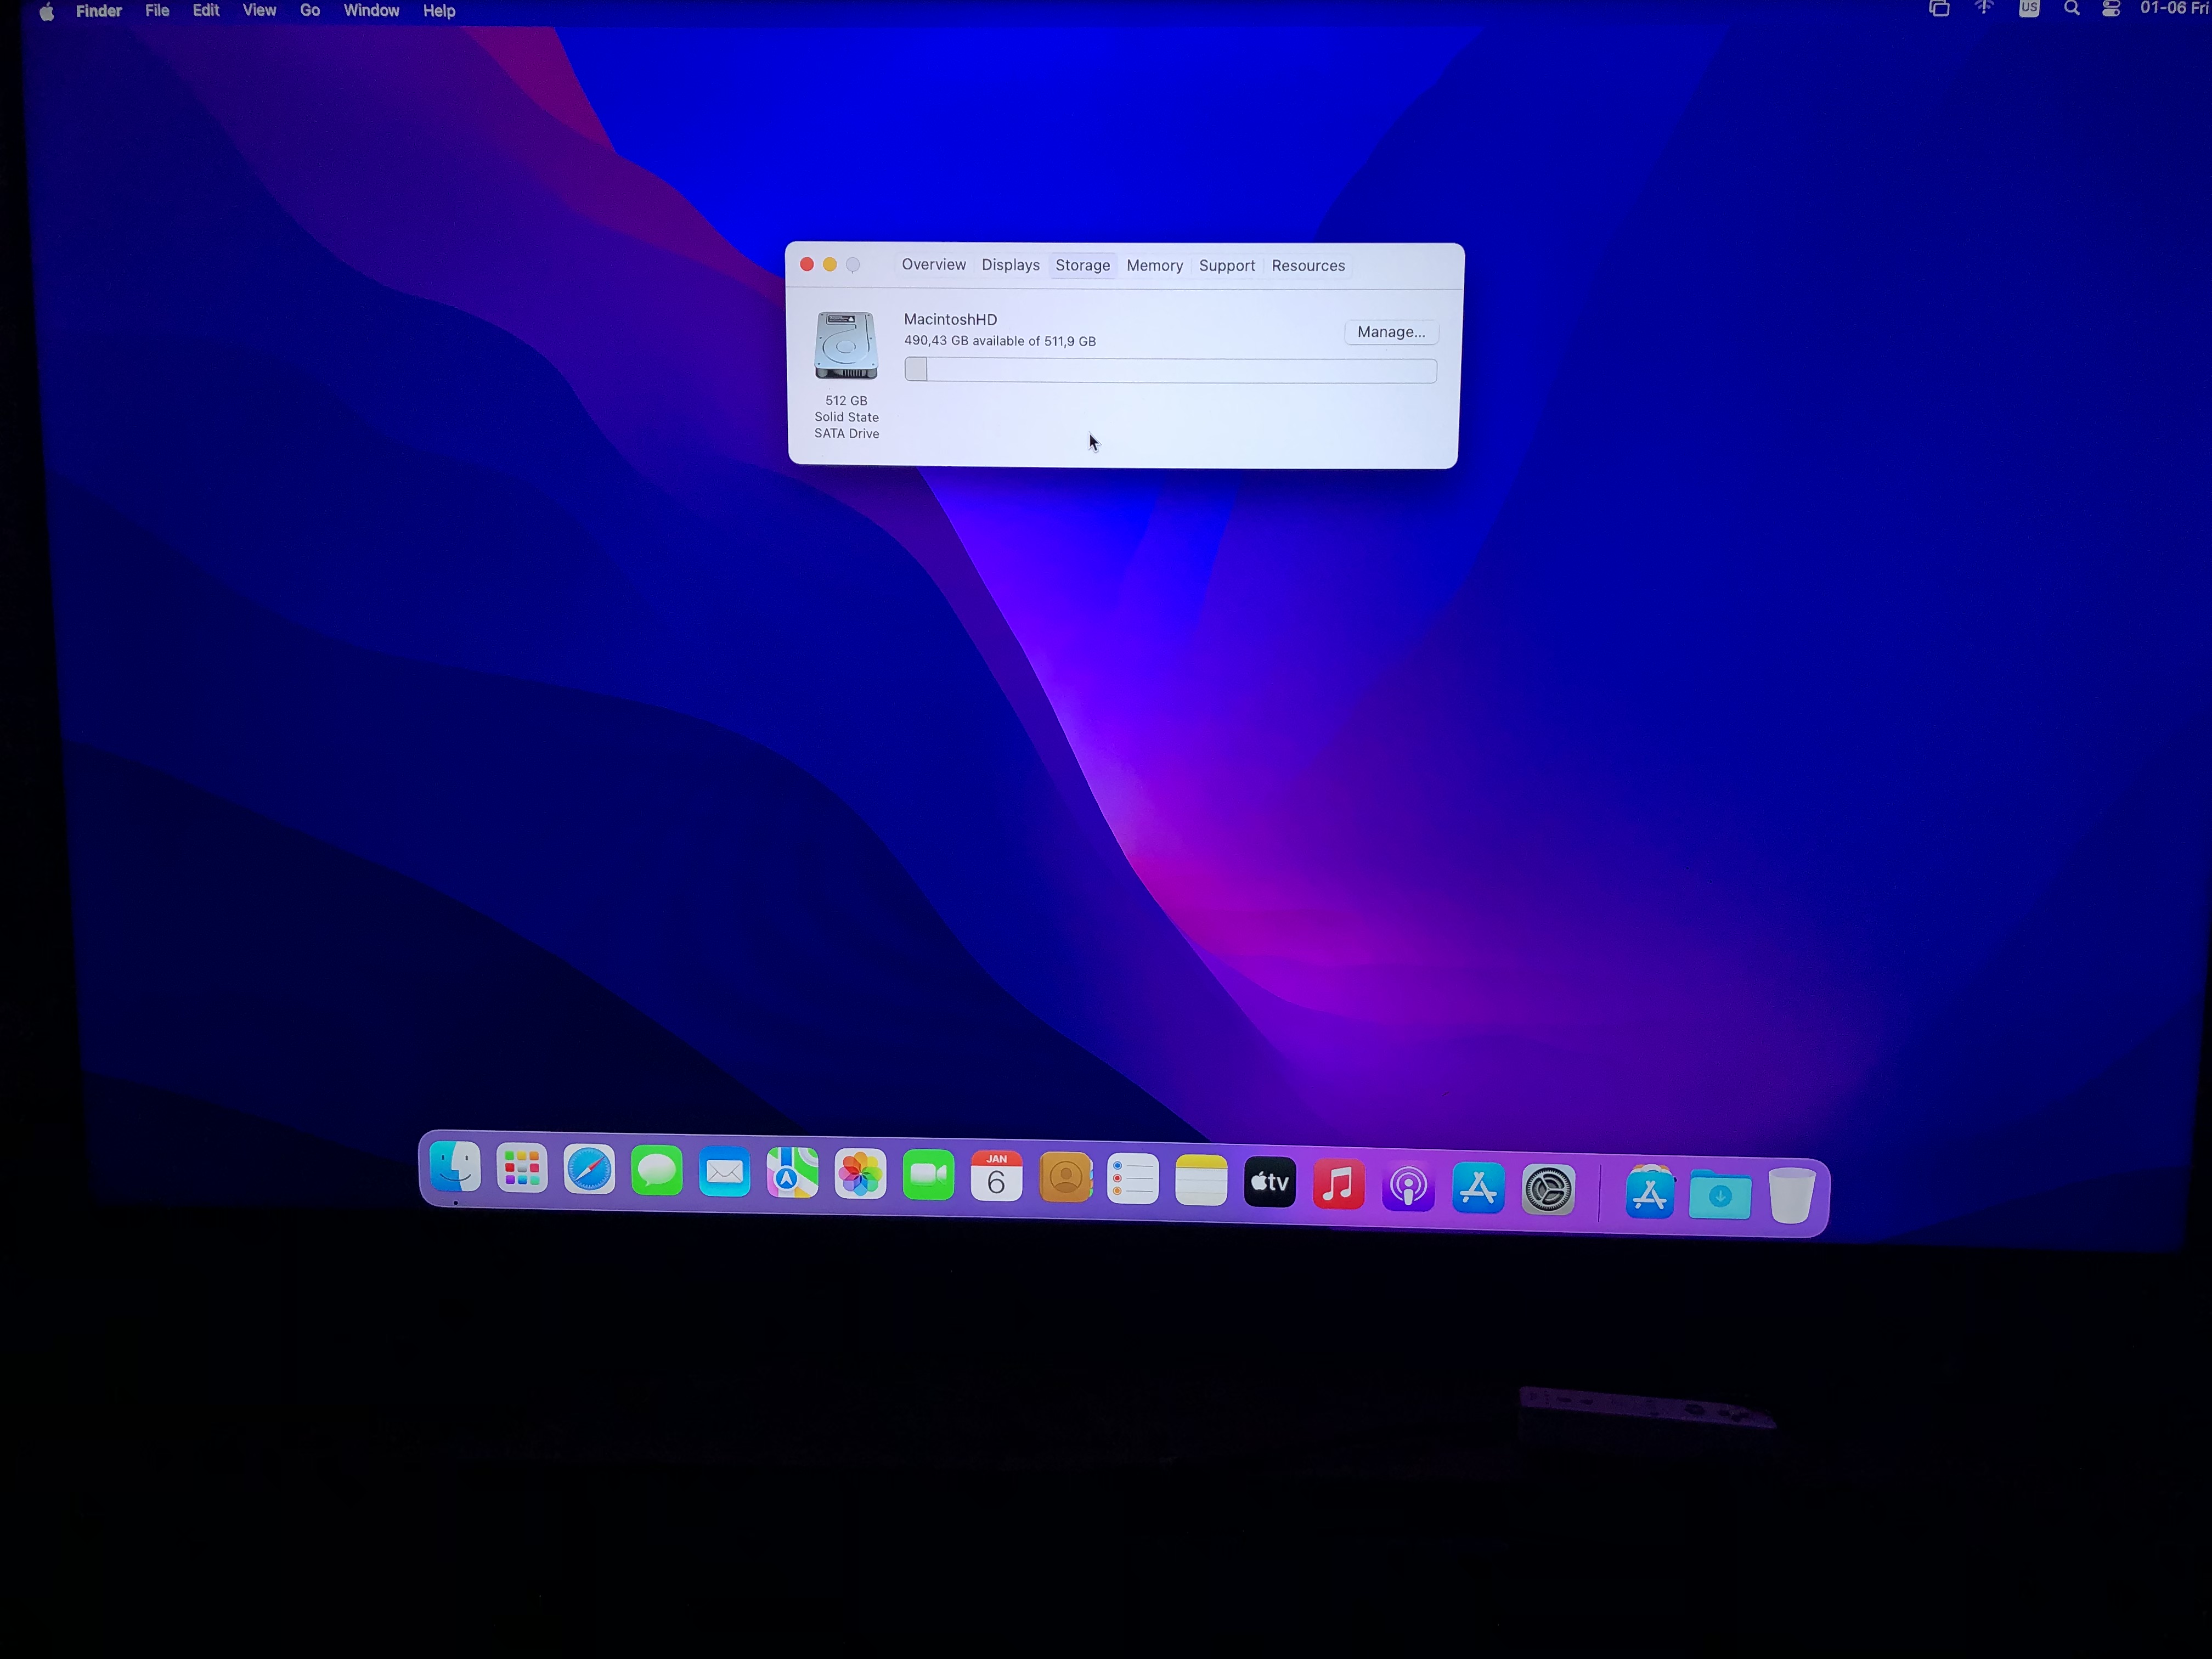 Finder File Edit View Go Window Help
US 01-06 Fri
Overview Displays Storage Memory Support Resources
MacintoshHD
490,43 GB available of 511,9 GB
Manage...
512 GB
Solid State
SATA Drive
JAN
6
tv